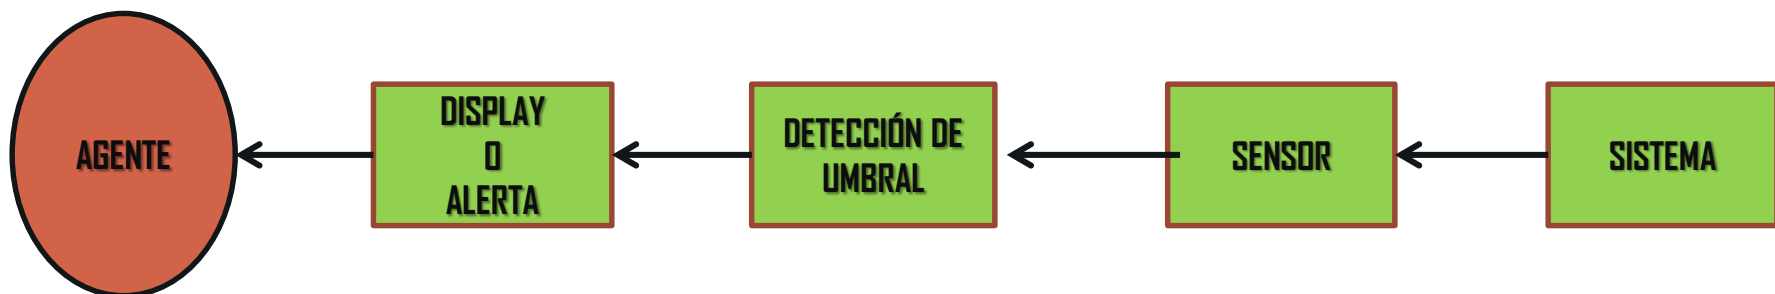 AGENTE
DISPLAY
O
ALERTA
DETECCIÓN DE
UMBRAL
SENSOR
SISTEMA